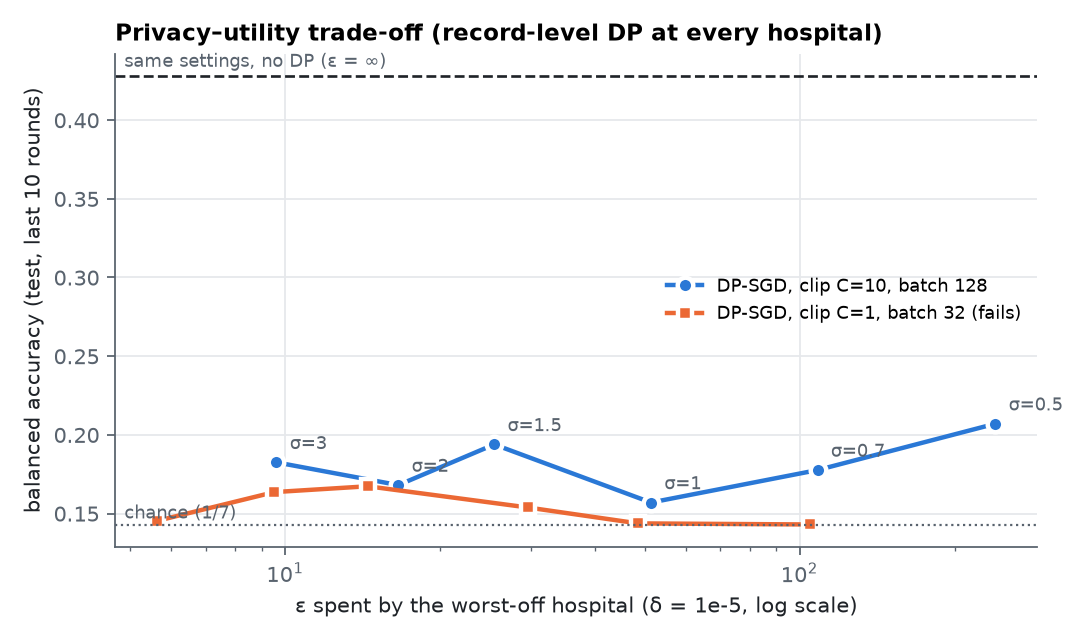 Privacy–utility trade-off (record-level DP at every hospital)
same settings, no DP (ε = ∞)
balanced accuracy (test, last 10 rounds)
0.40
0.35
0.30
0.25
0.20
0.15
DP-SGD, clip C=10, batch 128
DP-SGD, clip C=1, batch 32 (fails)
σ=3
σ=2
σ=1.5
σ=1
σ=0.7
σ=0.5
chance (1/7)
10¹
10²
ε spent by the worst-off hospital (δ = 1e-5, log scale)